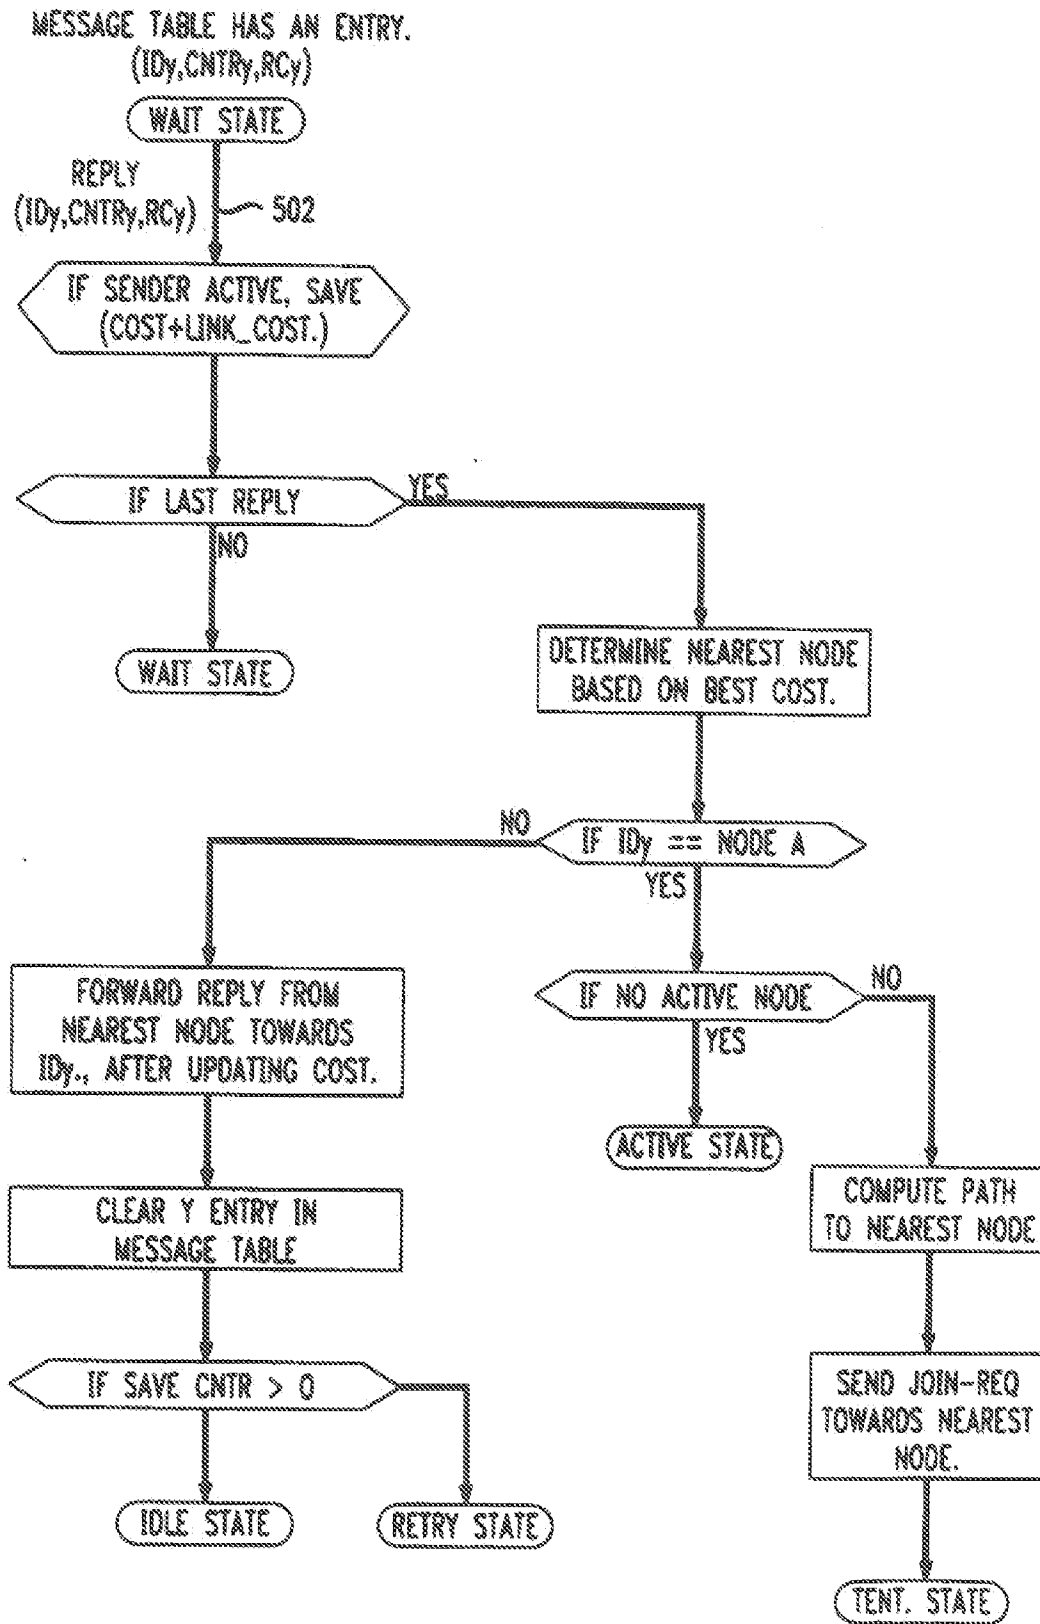 MESSAGE TABLE HAS AN ENTRY.
(IDy,CNTRy,RCy)
WAIT STATE
REPLY
(IDy,CNTRy,RCy)
502
IF SENDER ACTIVE, SAVE
(COST+LINK_COST.)
IF LAST REPLY
YES
NO
WAIT STATE
DETERMINE NEAREST NODE
BASED ON BEST COST.
NO
IF IDy == NODE A
YES
FORWARD REPLY FROM
NEAREST NODE TOWARDS
IDy., AFTER UPDATING COST.
IF NO ACTIVE NODE
NO
YES
ACTIVE STATE
CLEAR Y ENTRY IN
MESSAGE TABLE
COMPUTE PATH
TO NEAREST NODE
IF SAVE CNTR > 0
SEND JOIN-REQ
TOWARDS NEAREST
NODE.
IDLE STATE
RETRY STATE
TENT. STATE